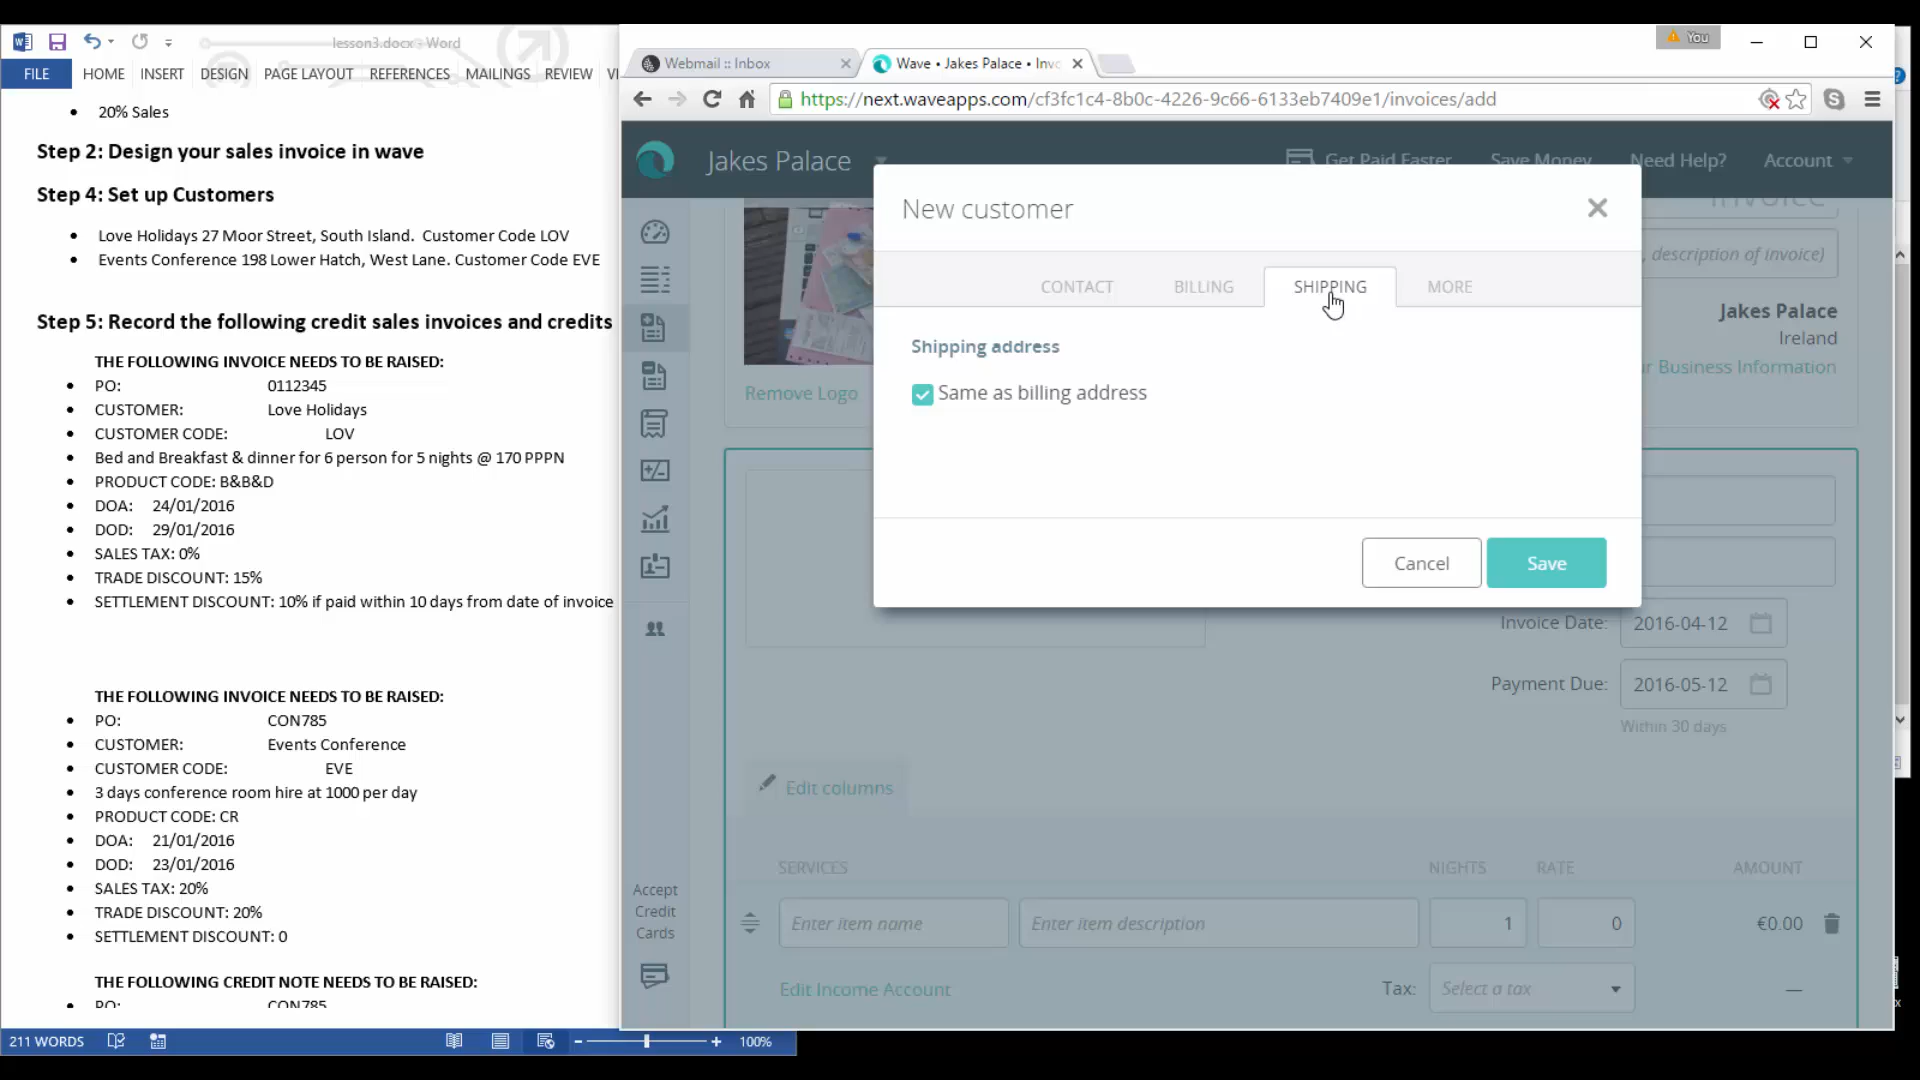 lesson3.docx - Word
FILE HOME INSERT DESIGN PAGE LAYOUT REFERENCES MAILINGS REVIEW
• 20% Sales
Step 2: Design your sales invoice in wave
Step 4: Set up Customers
• Love Holidays 27 Moor Street, South Island. Customer Code LOV
• Events Conference 198 Lower Hatch, West Lane. Customer Code EVE
Step 5: Record the following credit sales invoices and credits
THE FOLLOWING INVOICE NEEDS TO BE RAISED:
• PO: 0112345
• CUSTOMER: Love Holidays
• CUSTOMER CODE: LOV
• Bed and Breakfast & dinner for 6 person for 5 nights @ 170 PPPN
• PRODUCT CODE: B&B&D
• DOA: 24/01/2016
• DOD: 29/01/2016
• SALES TAX: 0%
• TRADE DISCOUNT: 15%
• SETTLEMENT DISCOUNT: 10% if paid within 10 days from date of invoice
THE FOLLOWING INVOICE NEEDS TO BE RAISED:
• PO: CON785
• CUSTOMER: Events Conference
• CUSTOMER CODE: EVE
• 3 days conference room hire at 1000 per day
• PRODUCT CODE: CR
• DOA: 21/01/2016
• DOD: 23/01/2016
• SALES TAX: 20%
• TRADE DISCOUNT: 20%
• SETTLEMENT DISCOUNT: 0
THE FOLLOWING CREDIT NOTE NEEDS TO BE RAISED:
• PO: CON785
211 WORDS
100%
You
Webmail :: Inbox
Wave • Jakes Palace • Inv
https://next.waveapps.com/cf3fc1c4-8b0c-4226-9c66-6133eb7409e1/invoices/add
Jakes Palace
Get Paid Faster Save Money Need Help? Account
New customer
CONTACT BILLING SHIPPING MORE
Shipping address
Same as billing address
Cancel Save
Invoice
, description of invoice)
Jakes Palace
Ireland
r Business Information
Remove Logo
Invoice Date: 2016-04-12
Payment Due: 2016-05-12
Within 30 days
Edit columns
SERVICES NIGHTS RATE AMOUNT
Enter item name Enter item description 1 0 €0.00
Edit Income Account Tax: Select a tax —
Accept
Credit
Cards